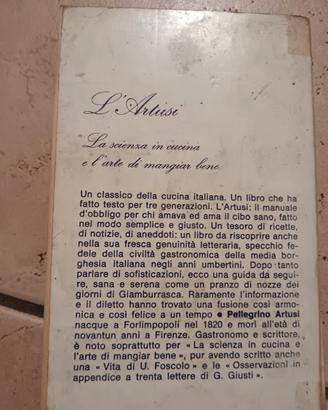 L'Artusi
La scienza in cucina
e l'arte di mangiar bene
Un classico della cucina italiana. Un libro che ha
fatto testo per tre generazioni. L'Artusi: il manuale
d'obbligo per chi amava ed ama il cibo sano, fatto
nel modo semplice e giusto. Un tesoro di ricette,
di notizie, di aneddoti: un libro da riscoprire anche
nella sua fresca genuinità letteraria, specchio fe-
dele della civiltà gastronomica della media bor-
ghesia italiana negli anni umbertini. Dopo tanto
parlare di sofisticazioni, ecco una guida da segui-
re, sana e serena come un pranzo di nozze dei
giorni di Giamburrasca. Raramente l'informazione
e il diletto hanno trovato una fusione così armo-
nica e così felice a un tempo ● Pellegrino Artusi
nacque a Forlimpopoli nel 1820 e morì all'età di
novantun anni a Firenze. Gastronomo e scrittore,
è noto soprattutto per « La scienza in cucina e
l'arte di mangiar bene », pur avendo scritto anche
una « Vita di U. Foscolo » e le « Osservazioni in
appendice a trenta lettere di G. Giusti ».